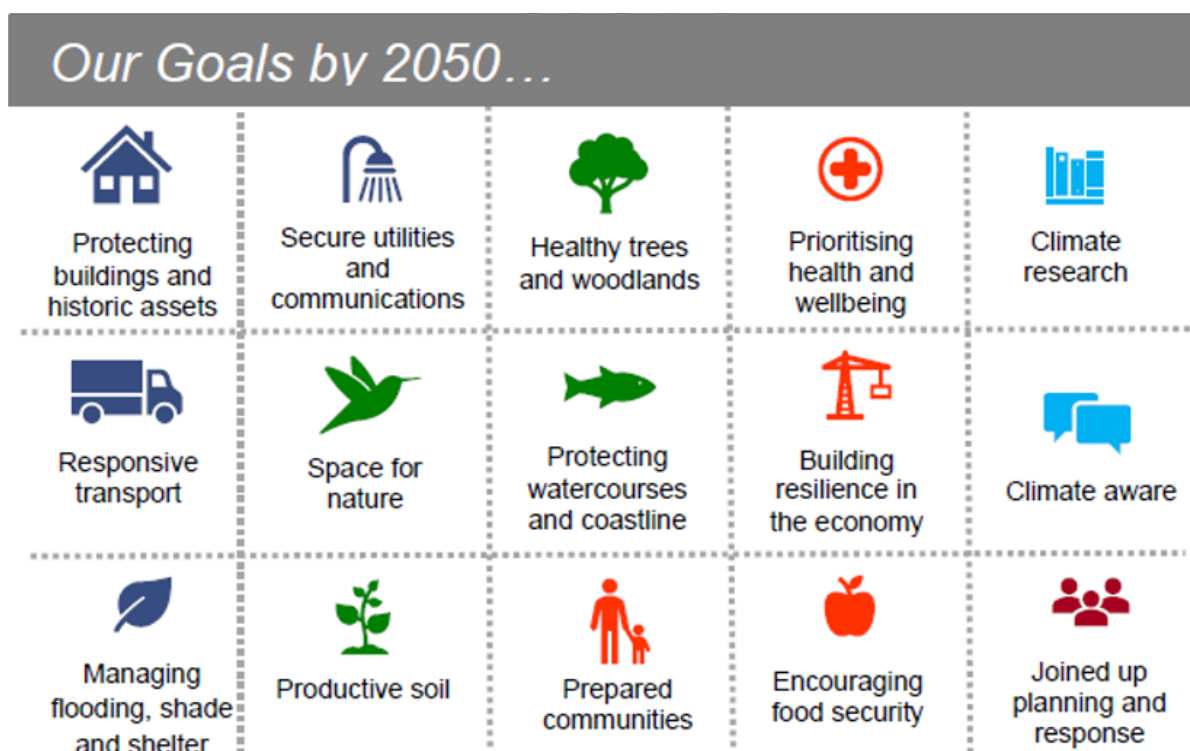 Our Goals by 2050...
Protecting
buildings and
historic assets
Secure utilities
and
communications
Healthy trees
and woodlands
Prioritising
health and
wellbeing
Climate
research
Responsive
transport
Space for
nature
Protecting
watercourses
and coastline
Building
resilience in
the economy
Climate aware
Managing
flooding, shade
and shelter
Productive soil
Prepared
communities
Encouraging
food security
Joined up
planning and
response